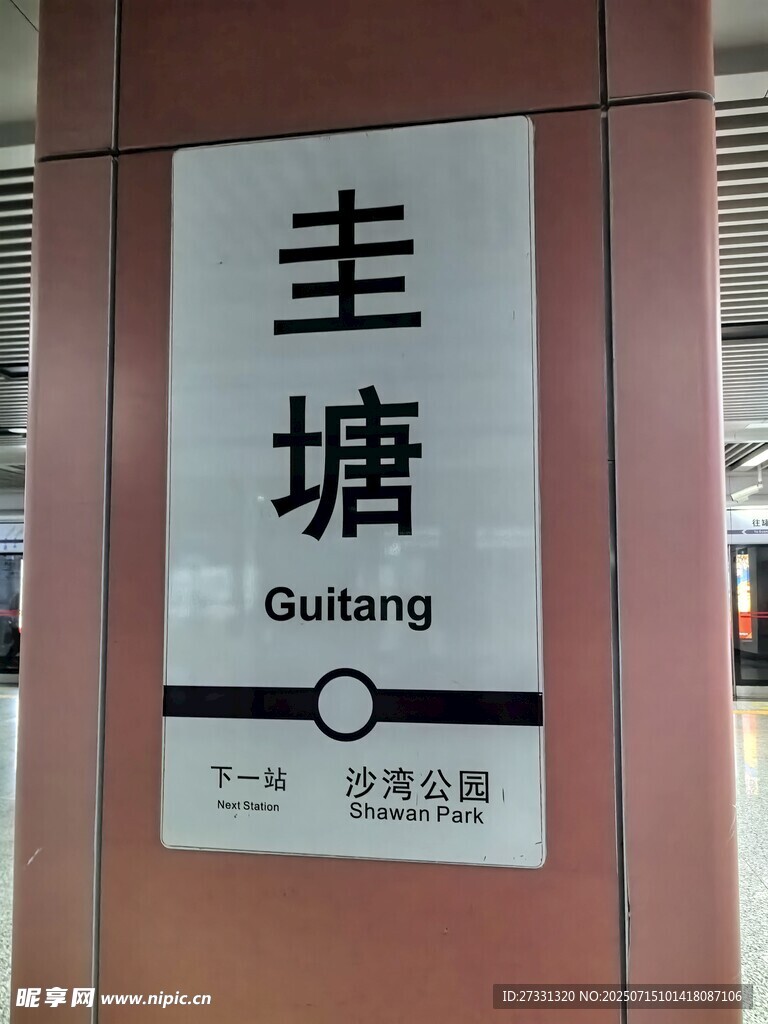 圭
塘
Guitang
下一站
Next Station
沙湾公园
Shawan Park
昵享网 www.nipic.cn
ID:27331320 NO:20250715101418087106